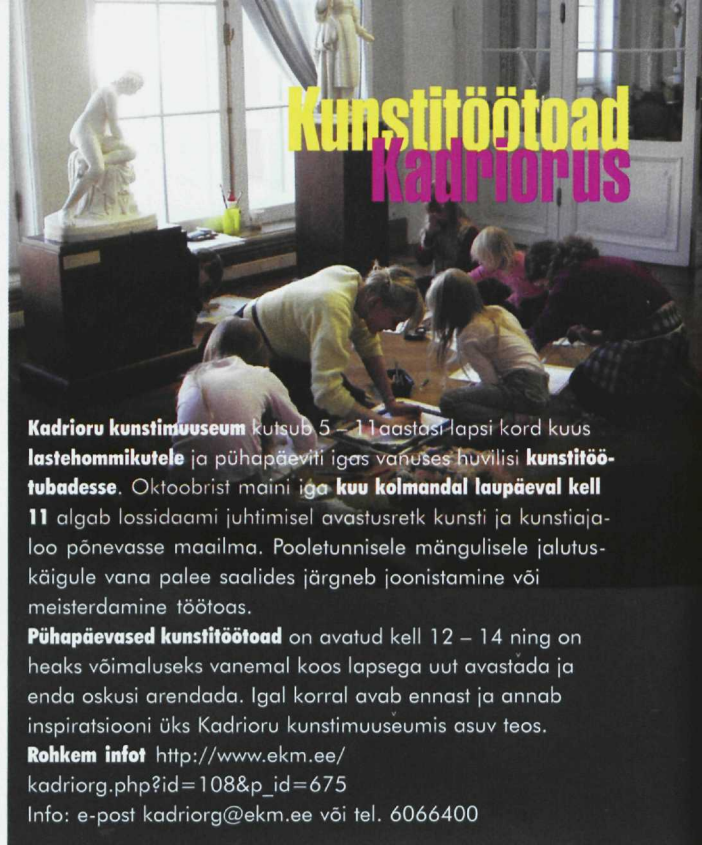 Kunstitöötoad
Kadriorus
Kadrioru kunstimuuseum kutsub 5 – 11aastasi lapsi kord kuus
lastehommikutele ja pühapäeviti igas vanuses huvilisi kunstitöö-
tubadesse. Oktoobrist maini iga kuu kolmandal laupäeval kell
11 algab lossidaami juhtimisel avastusretk kunsti ja kunstiaja-
loo põnevasse maailma. Pooletunnisele mängulisele jalutus-
käigule vana palee saalides järgneb joonistamine või
meisterdamine töötoas.
Pühapäevased kunstitöötoad on avatud kell 12 – 14 ning on
heaks võimaluseks vanemal koos lapsega uut avastada ja
enda oskusi arendada. Igal korral avab ennast ja annab
inspiratsiooni üks Kadrioru kunstimuuseumis asuv teos.
Rohkem infot http://www.ekm.ee/
kadriorg.php?id=108&p_id=675
Info: e-post kadriorg@ekm.ee või tel. 6066400